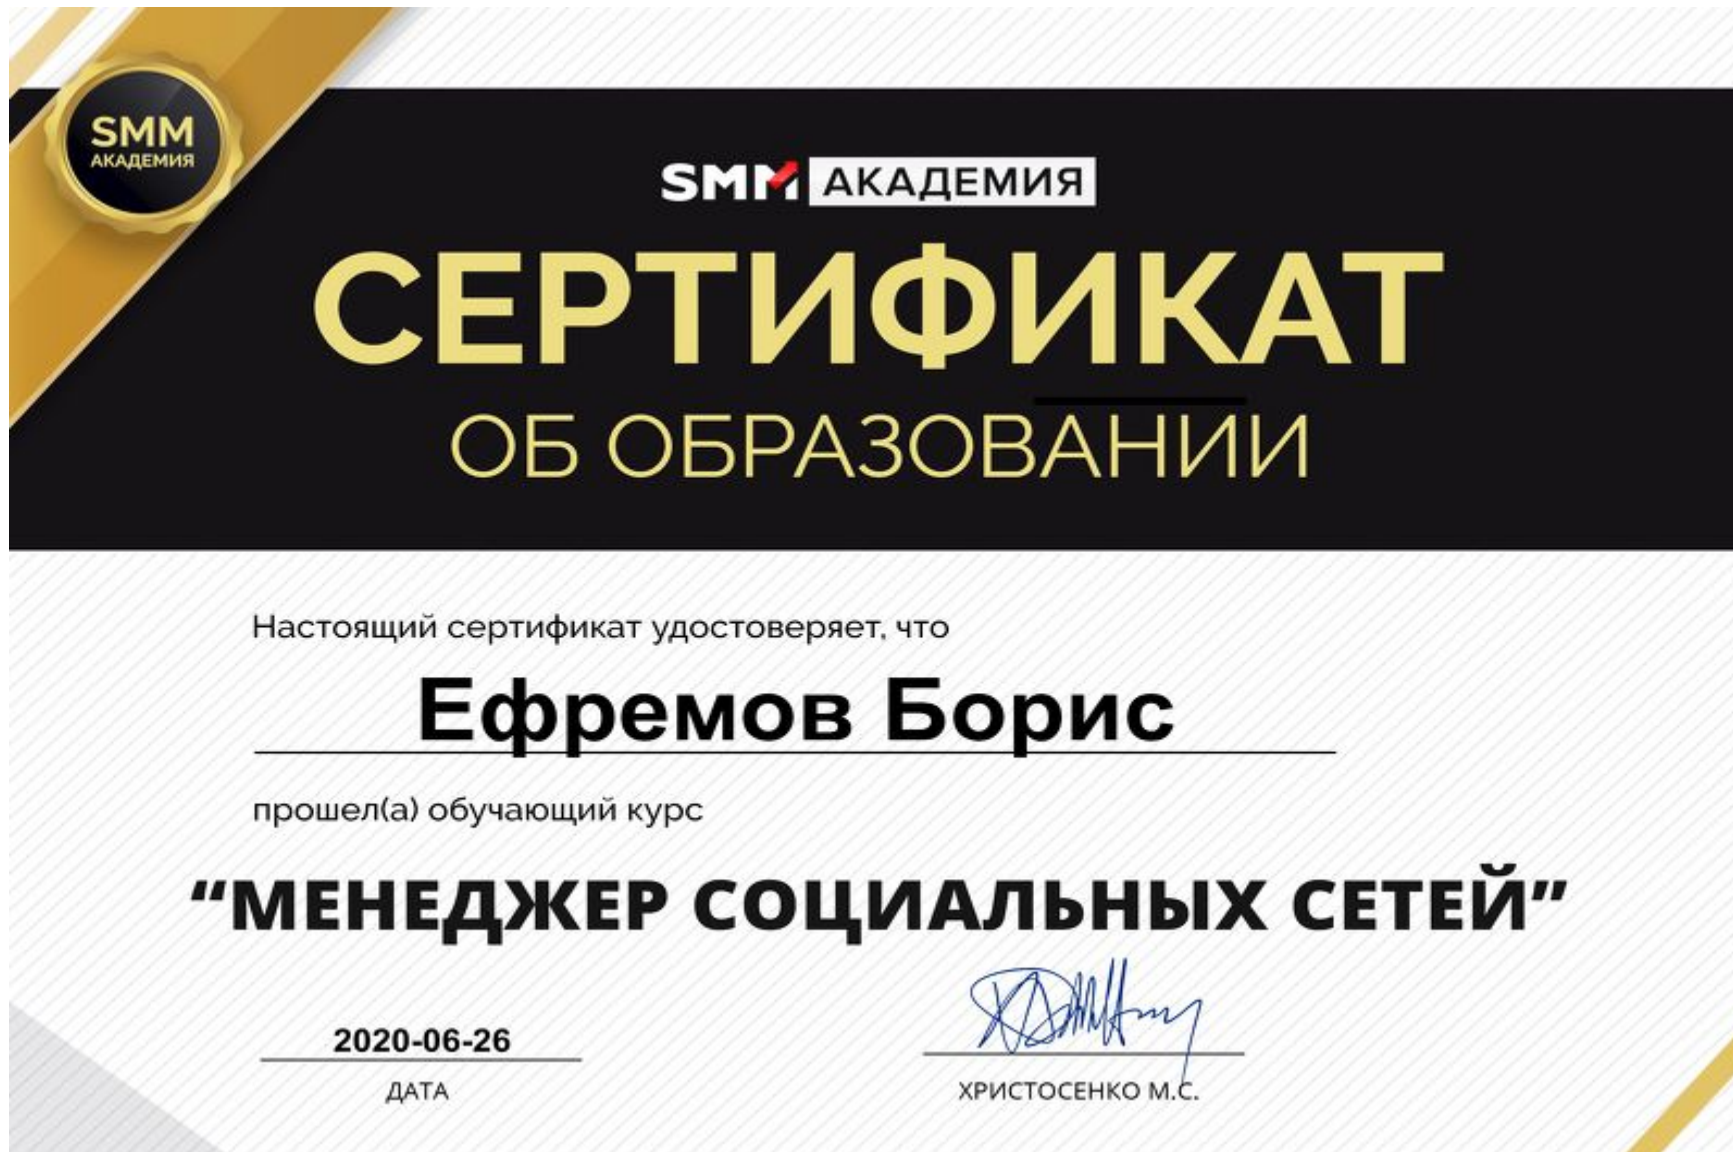 SMM
АКАДЕМИЯ
SMM АКАДЕМИЯ
СЕРТИФИКАТ
ОБ ОБРАЗОВАНИИ
Настоящий сертификат удостоверяет, что
Ефремов Борис
прошел(а) обучающий курс
“МЕНЕДЖЕР СОЦИАЛЬНЫХ СЕТЕЙ”
2020-06-26
ДАТА
ХРИСТОСЕНКО М.С.